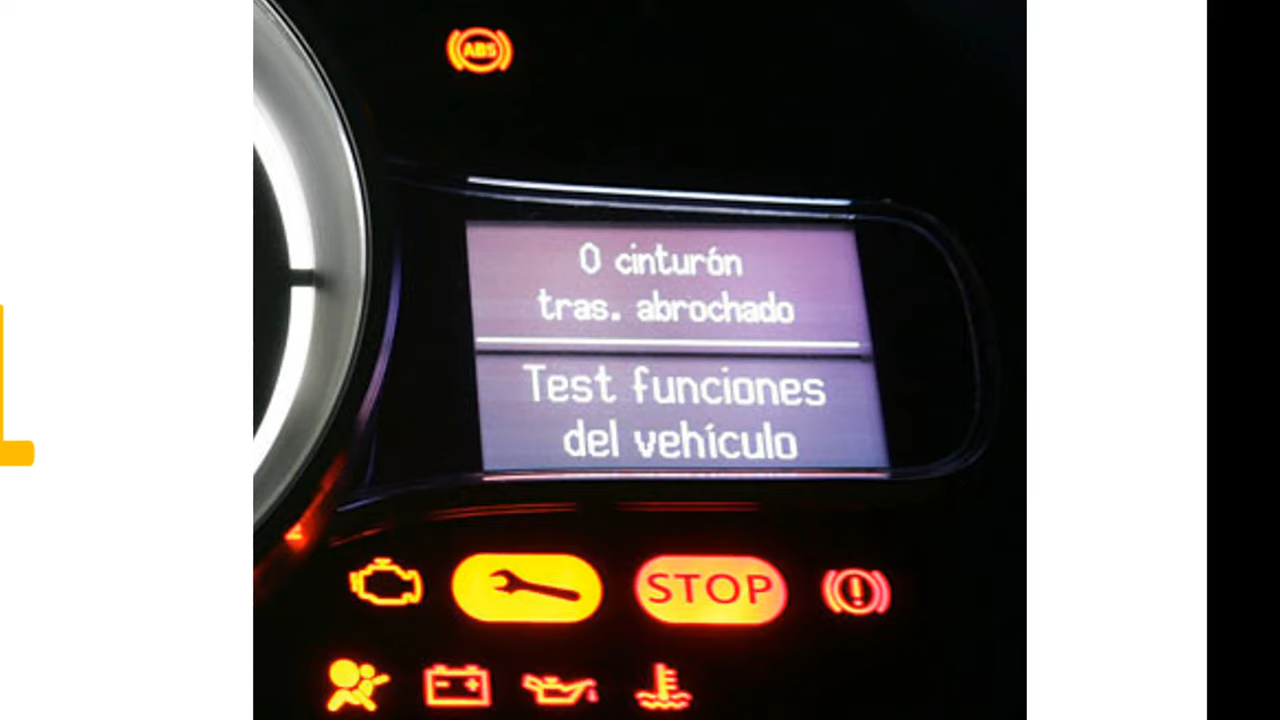 ABS
0 cinturón
tras. abrochado
Test funciones
del vehículo
STOP